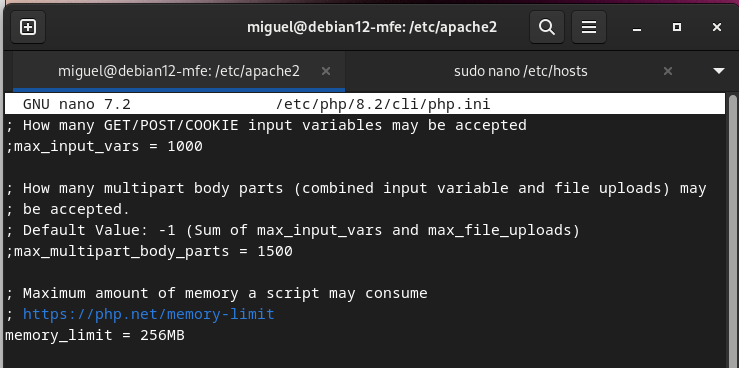 miguel@debian12-mfe: /etc/apache2
miguel@debian12-mfe: /etc/apache2
sudo nano /etc/hosts
GNU nano 7.2 /etc/php/8.2/cli/php.ini
; How many GET/POST/COOKIE input variables may be accepted
;max_input_vars = 1000
; How many multipart body parts (combined input variable and file uploads) may
; be accepted.
; Default Value: -1 (Sum of max_input_vars and max_file_uploads)
;max_multipart_body_parts = 1500
; Maximum amount of memory a script may consume
; https://php.net/memory-limit
memory_limit = 256MB